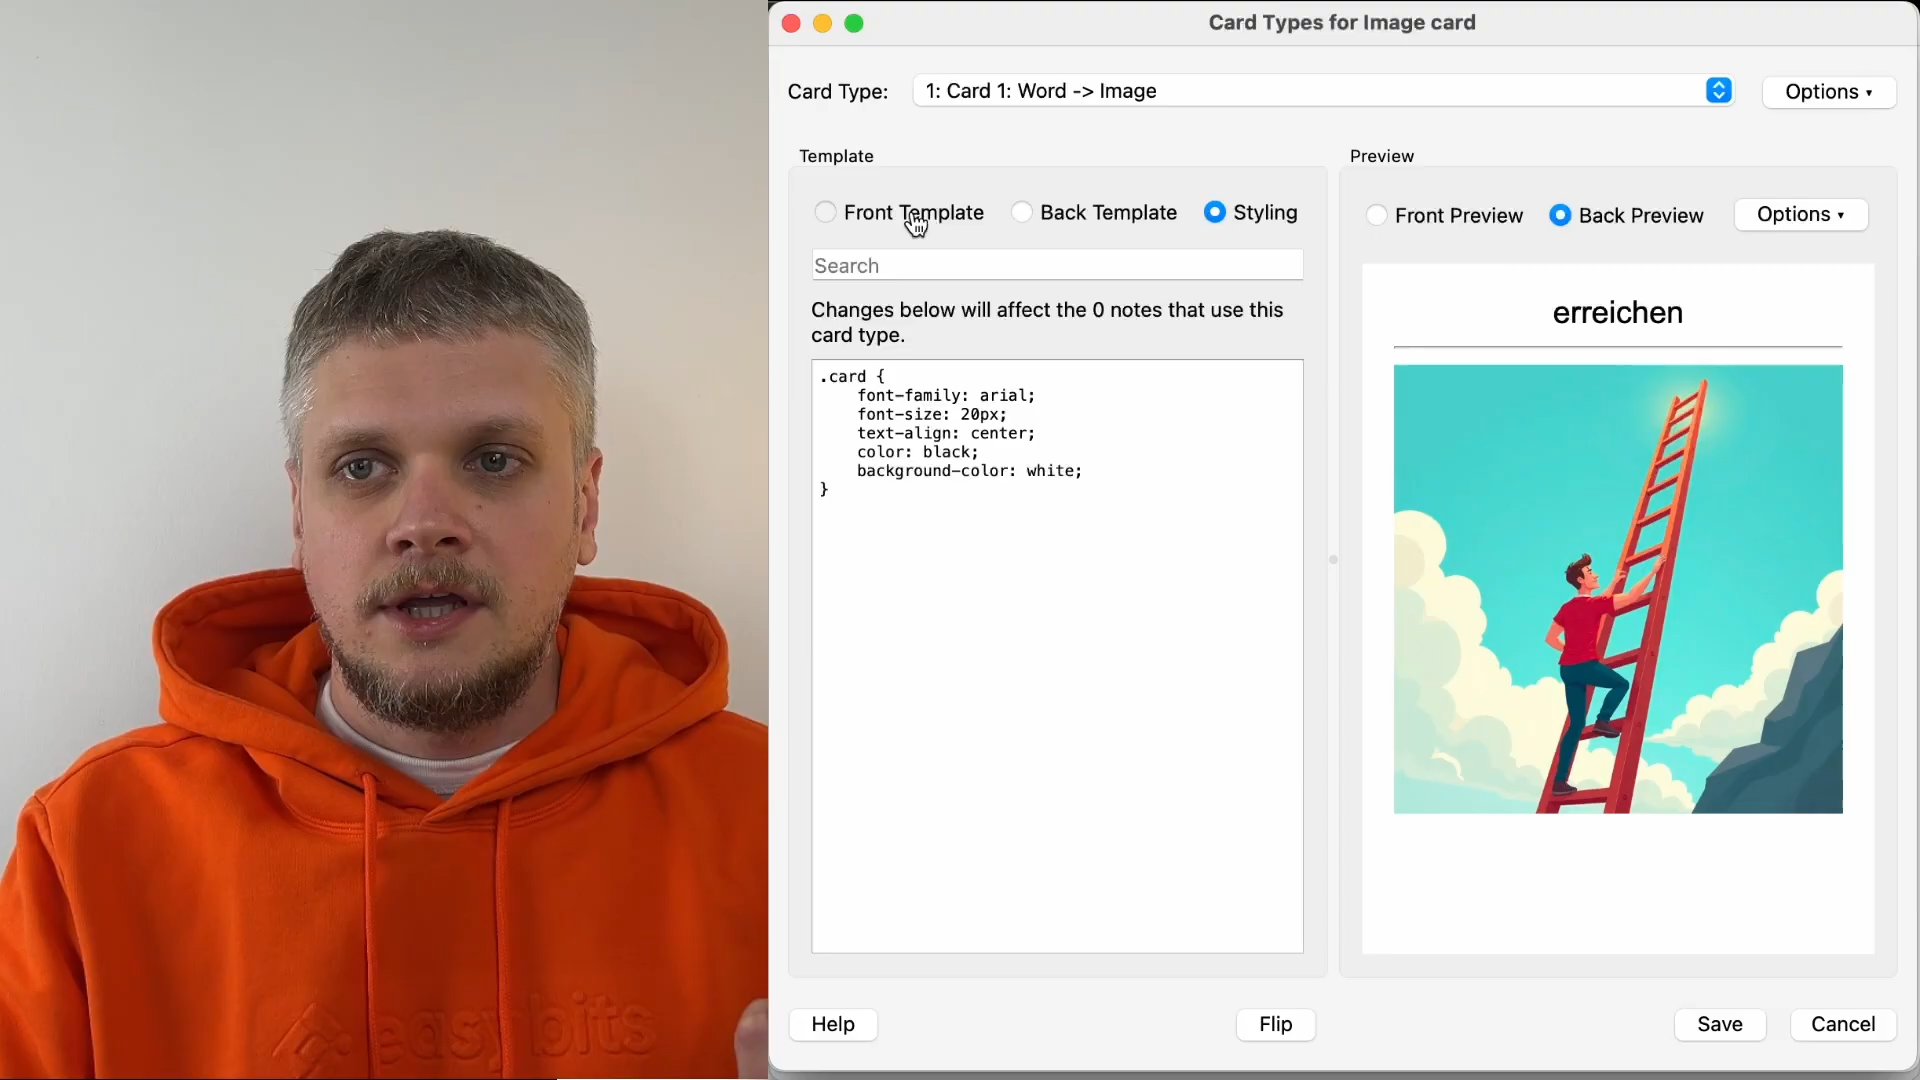 Card Types for Image card
Card Type:
1: Card 1: Word -> Image
Options
Template
Front Template
Back Template
Styling
Search
Changes below will affect the 0 notes that use this
card type.
.card {
font-family: arial;
font-size: 20px;
text-align: center;
color: black;
background-color: white;
}
Preview
Front Preview
Back Preview
Options
erreichen
Help
Flip
Save
Cancel
easybits